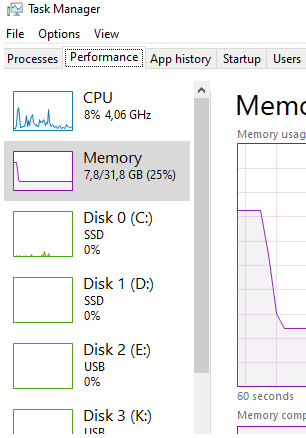 Task Manager
File Options View
Processes Performance App history Startup Users
CPU
8% 4,06 GHz
Memory
7,8/31,8 GB (25%)
Disk 0 (C:)
SSD
0%
Disk 1 (D:)
SSD
0%
Disk 2 (E:)
USB
0%
Disk 3 (K:)
USB
Memo
Memory usag
60 seconds
Memory comp